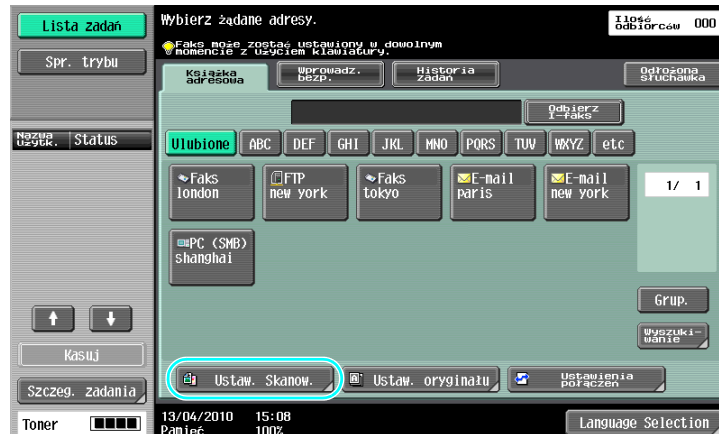 Lista zadań
Spr. trybu
Nazwa użytk.
Status
Kasuj
Szczeg. zadania
Toner
Wybierz żądane adresy.
Ilość odbiorców 000
Faks może zostać ustawiony w dowolnym
momencie z użyciem klawiatury.
Książka adresowa
Wprowadz. bezp.
Historia zadań
Odłożona słuchawka
Odbierz I-faks
Ulubione ABC DEF GHI JKL MNO PQRS TUV WXYZ etc
Faks london
FTP new york
Faks tokyo
E-mail paris
E-mail new york
1/ 1
PC (SMB) shanghai
Grup.
Wyszuki-
wanie
Ustaw. Skanow.
Ustaw. oryginału
Ustawienia połączeń
13/04/2010 15:08
Pamięć 100%
Language Selection